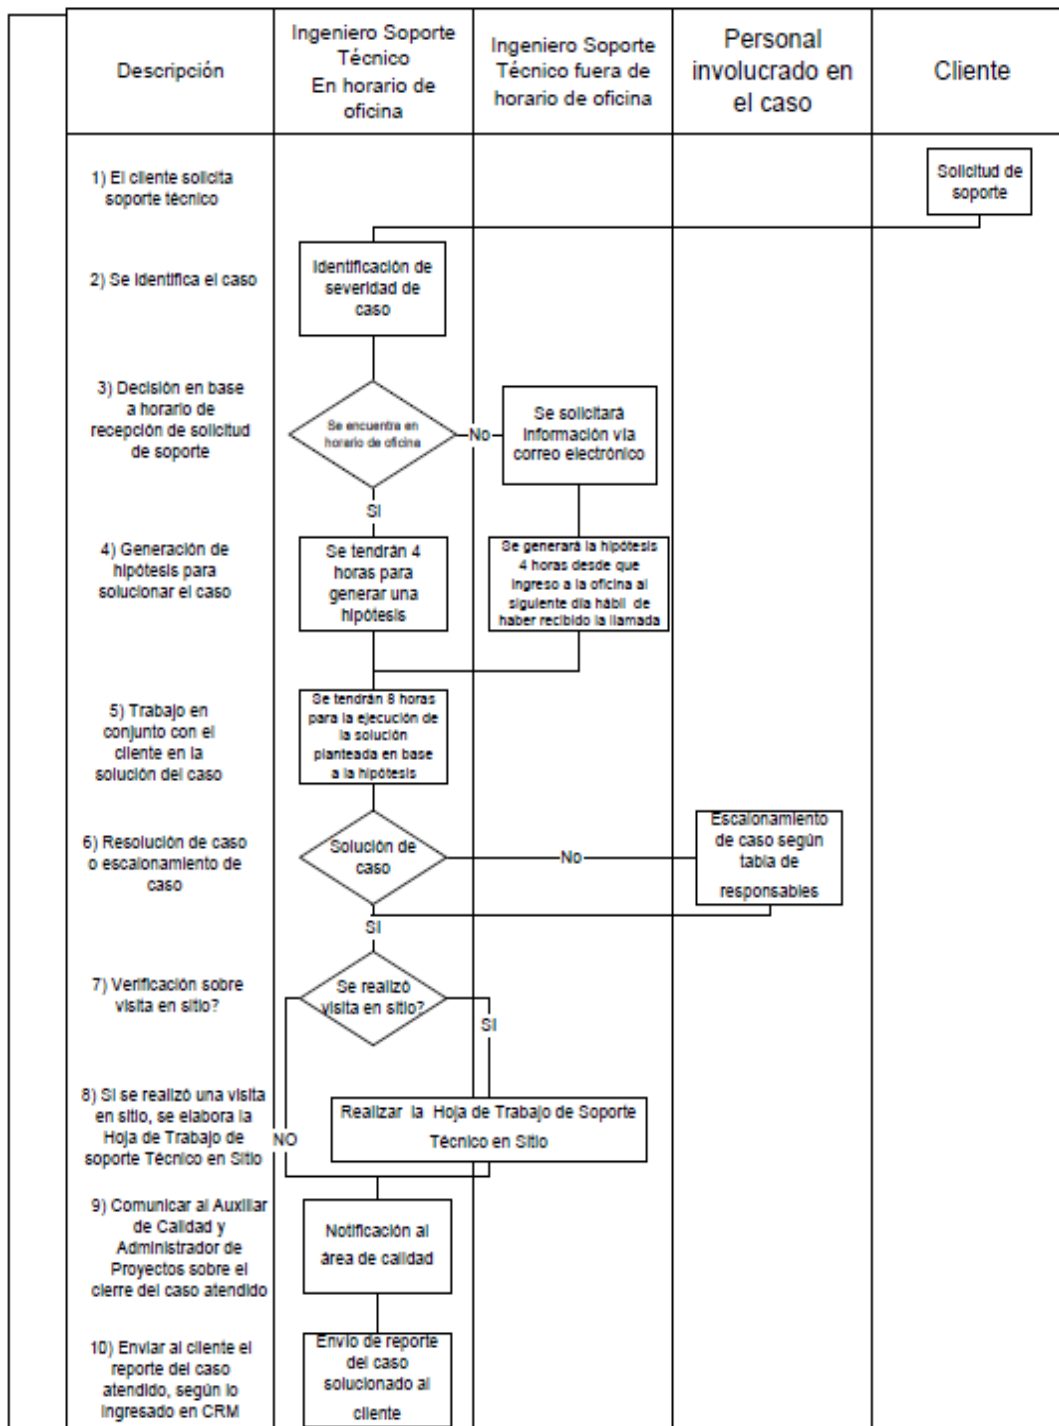 Descripción
Ingeniero Soporte
Técnico
En horario de
oficina
Ingeniero Soporte
Técnico fuera de
horario de oficina
Personal
involucrado en
el caso
Cliente
1) El cliente solicita
soporte técnico
Solicitud de
soporte
2) Se identifica el caso
Identificación de
severidad de
caso
3) Decisión en base
a horario de
recepción de solicitud
de soporte
Se encuentra en
horario de oficina
No
Se solicitará
información vía
correo electrónico
SI
4) Generación de
hipótesis para
solucionar el caso
Se tendrán 4
horas para
generar una
hipótesis
Se generará la hipótesis
4 horas desde que
ingreso a la oficina al
siguiente día hábil de
haber recibido la llamada
5) Trabajo en
conjunto con el
cliente en la
solución del caso
Se tendrán 8 horas
para la ejecución de
la solución
planteada en base
a la hipótesis
6) Resolución de caso
o escalonamiento de
caso
Solución de
caso
No
Escalonamiento
de caso según
tabla de
responsables
SI
7) Verificación sobre
visita en sitio?
Se realizó
visita en sitio?
SI
8) Si se realizó una visita
en sitio, se elabora la
Hoja de Trabajo de
soporte Técnico en Sitio
NO
Realizar la Hoja de Trabajo de Soporte
Técnico en Sitio
9) Comunicar al Auxiliar
de Calidad y
Administrador de
Proyectos sobre el
cierre del caso atendido
Notificación al
área de calidad
10) Enviar al cliente el
reporte del caso
atendido, según lo
ingresado en CRM
Envío de reporte
del caso
solucionado al
cliente